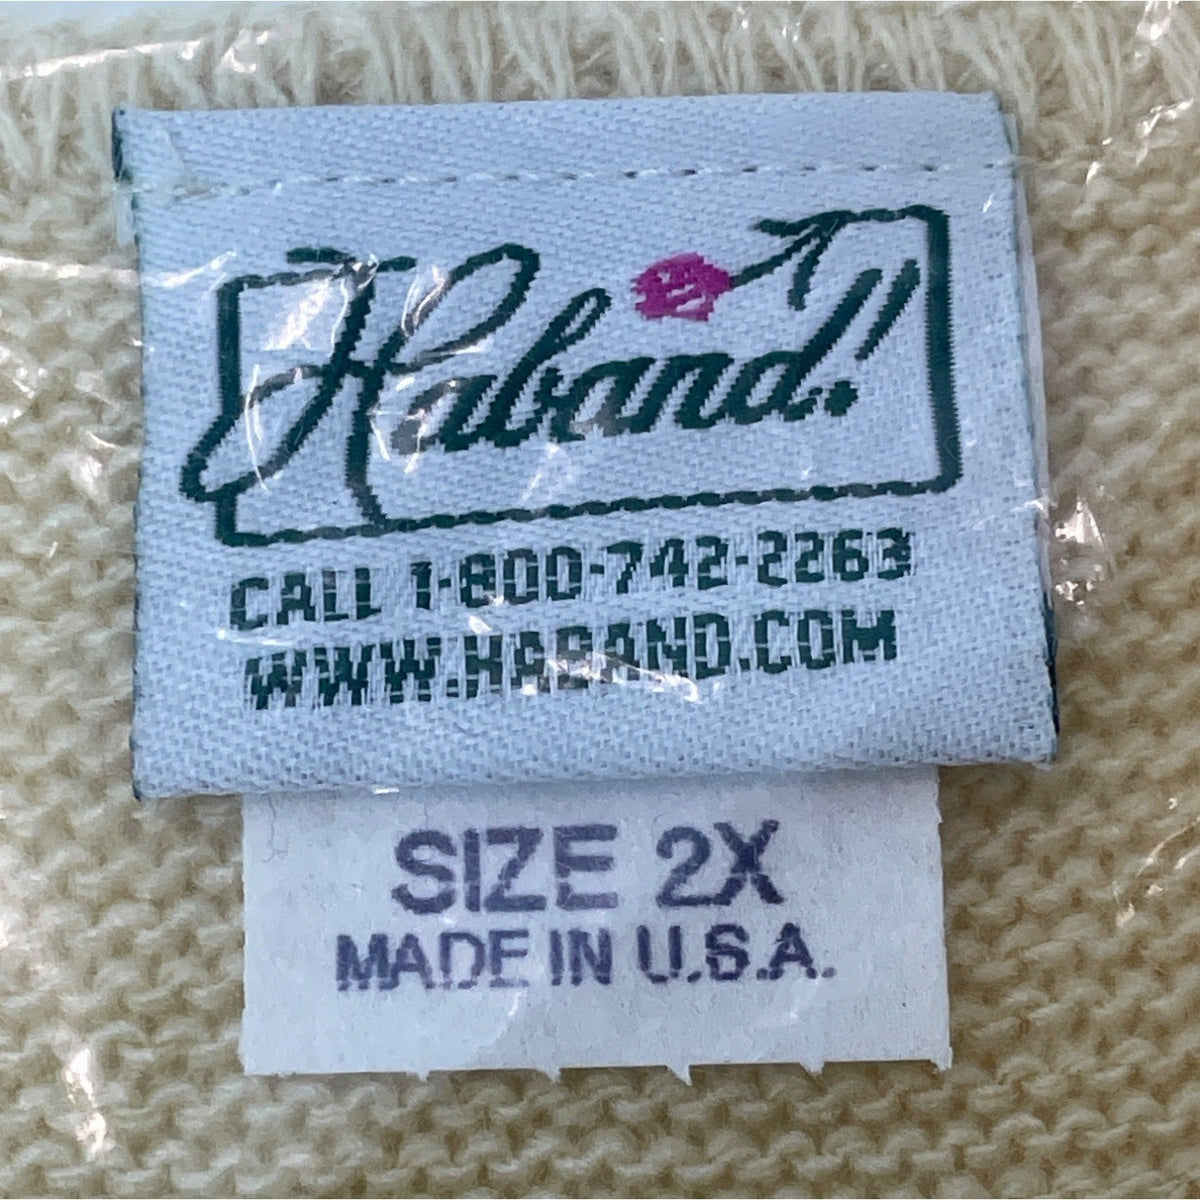 Haband!!
CALL 1-800-742-2263
WWW.HABAND.COM
SIZE 2X
MADE IN U.S.A.